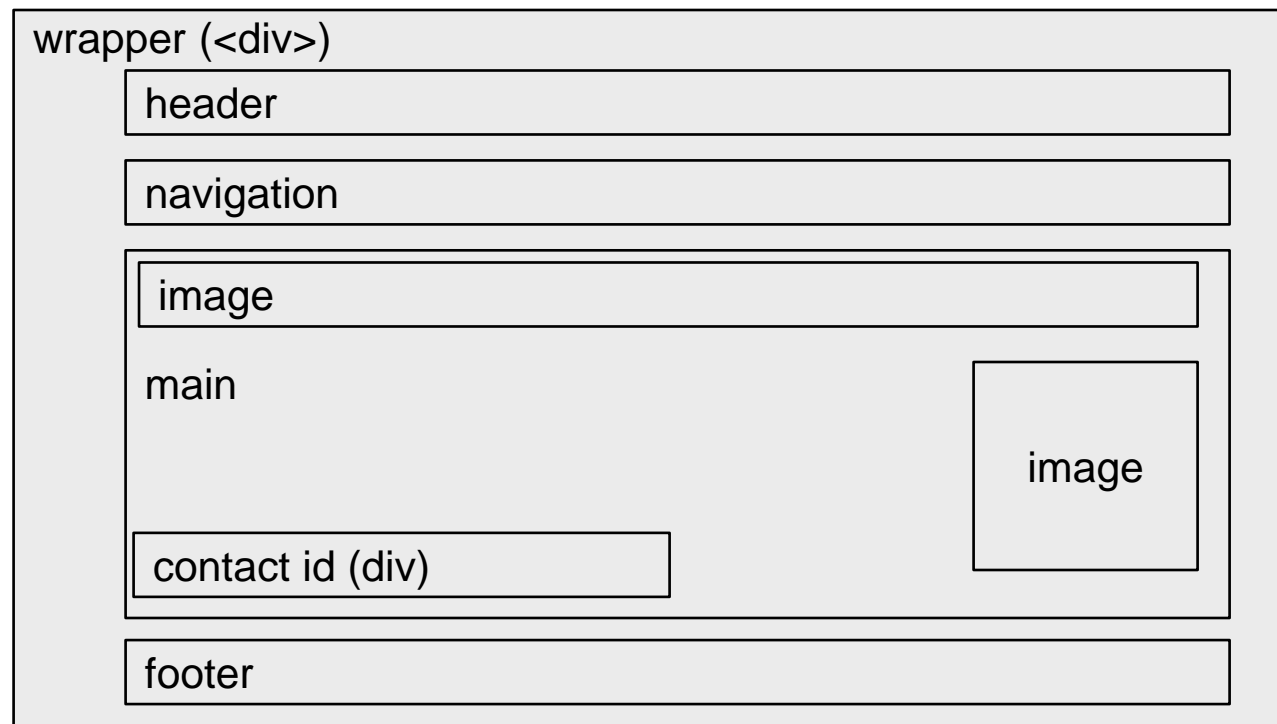 wrapper (<div>)
header
navigation
image
main
image
contact id (div)
footer